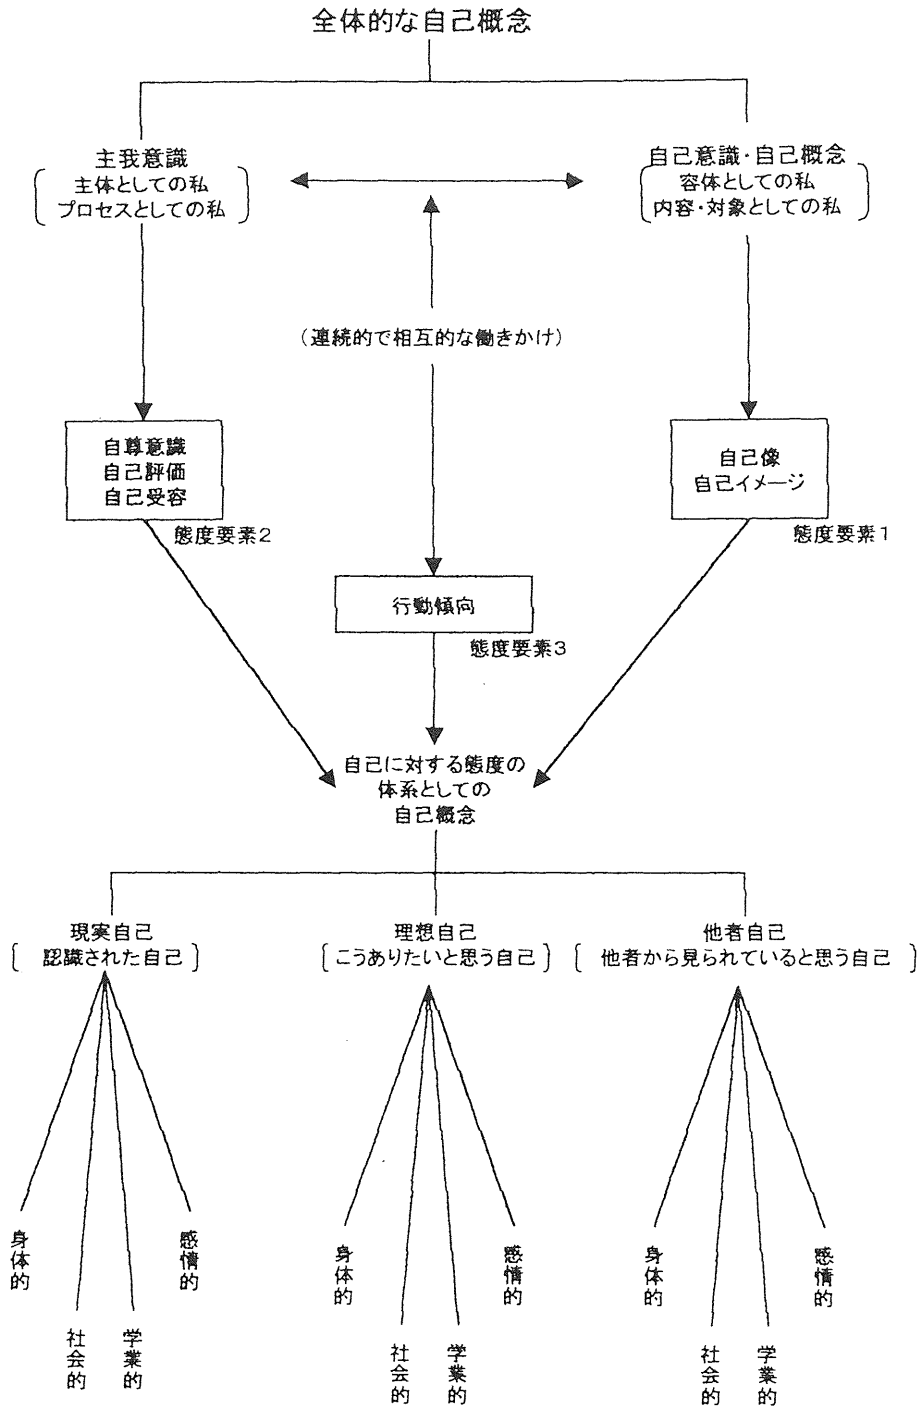 全体的な自己概念
主我意識
主体としての私
プロセスとしての私
自己意識・自己概念
容体としての私
内容・対象としての私
(連続的で相互的な働きかけ)
自尊意識
自己評価
自己受容
態度要素2
自己像
自己イメージ
態度要素1
行動傾向
態度要素3
自己に対する態度の
体系としての
自己概念
現実自己
[ 認識された自己 ]
理想自己
[こうありたいと思う自己]
他者自己
[ 他者から見られていると思う自己 ]
身体的
社会的
学業的
感情的
身体的
社会的
学業的
感情的
身体的
社会的
学業的
感情的